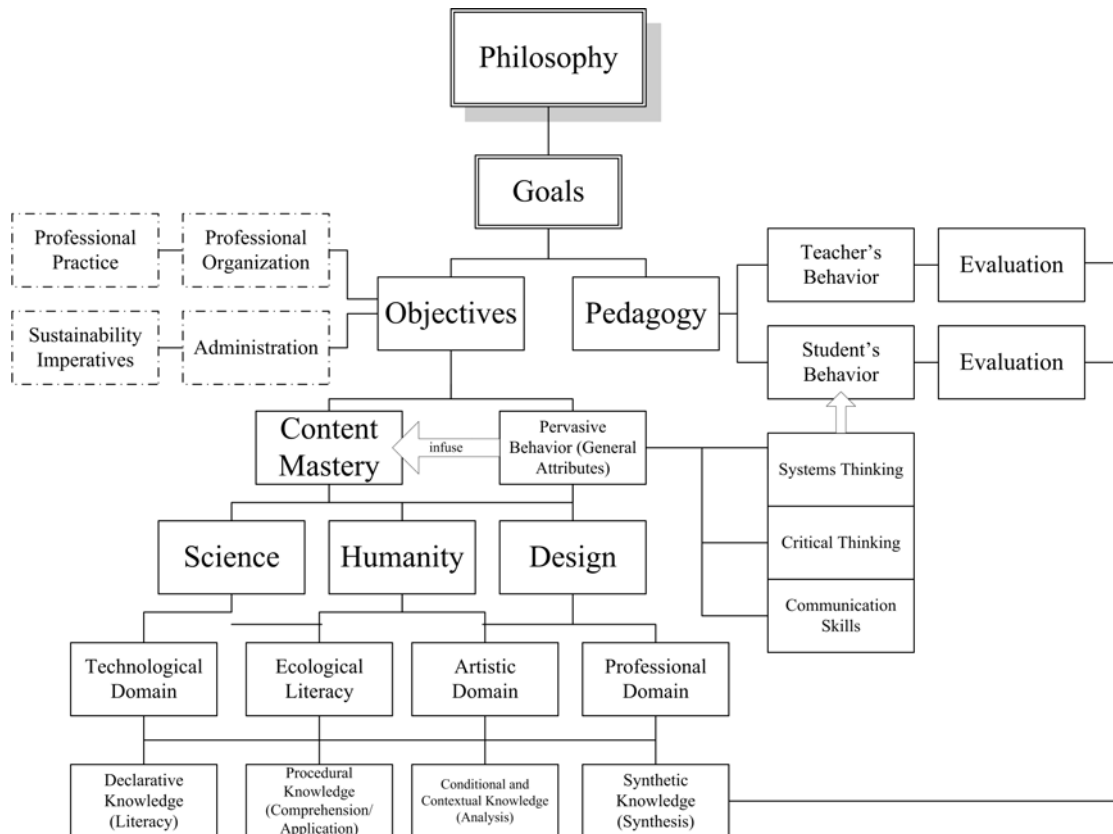 Philosophy
Goals
Professional
Practice
Professional
Organization
Teacher's
Behavior
Evaluation
Objectives
Pedagogy
Sustainability
Imperatives
Administration
Student's
Behavior
Evaluation
Content
Mastery
infuse
Pervasive
Behavior (General
Attributes)
Systems Thinking
Critical Thinking
Communication
Skills
Science
Humanity
Design
Technological
Domain
Ecological
Literacy
Artistic
Domain
Professional
Domain
Declarative
Knowledge
(Literacy)
Procedural
Knowledge
(Comprehension/
Application)
Conditional and
Contextual Knowledge
(Analysis)
Synthetic
Knowledge
(Synthesis)